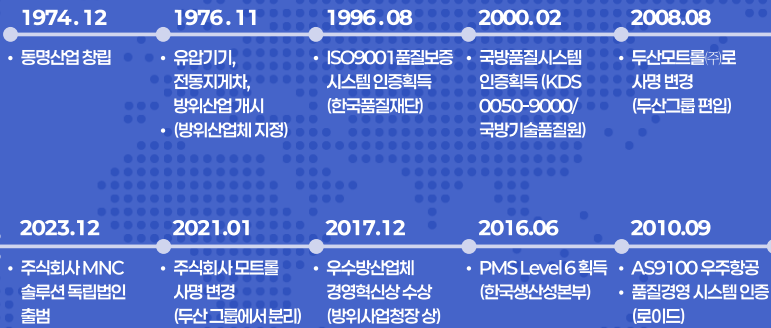 1974.12
동명산업 창립
1976.11
유압기기,
전동지게차,
방위산업 개시
(방위산업체 지정)
1996.08
ISO9001품질보증
시스템 인증획득
(한국품질재단)
2000.02
국방품질시스템
인증획득 (KDS
0050-9000/
국방기술품질원)
2008.08
두산모트롤㈜로
사명 변경
(두산그룹 편입)
2023.12
주식회사 MNC
솔루션 독립법인
출범
2021.01
주식회사 모트롤
사명 변경
(두산 그룹에서 분리)
2017.12
우수방산업체
경영혁신상 수상
(방위사업청장 상)
2016.06
PMS Level 6 획득
(한국생산성본부)
2010.09
AS9100 우주항공
품질경영 시스템 인증
(로이드)